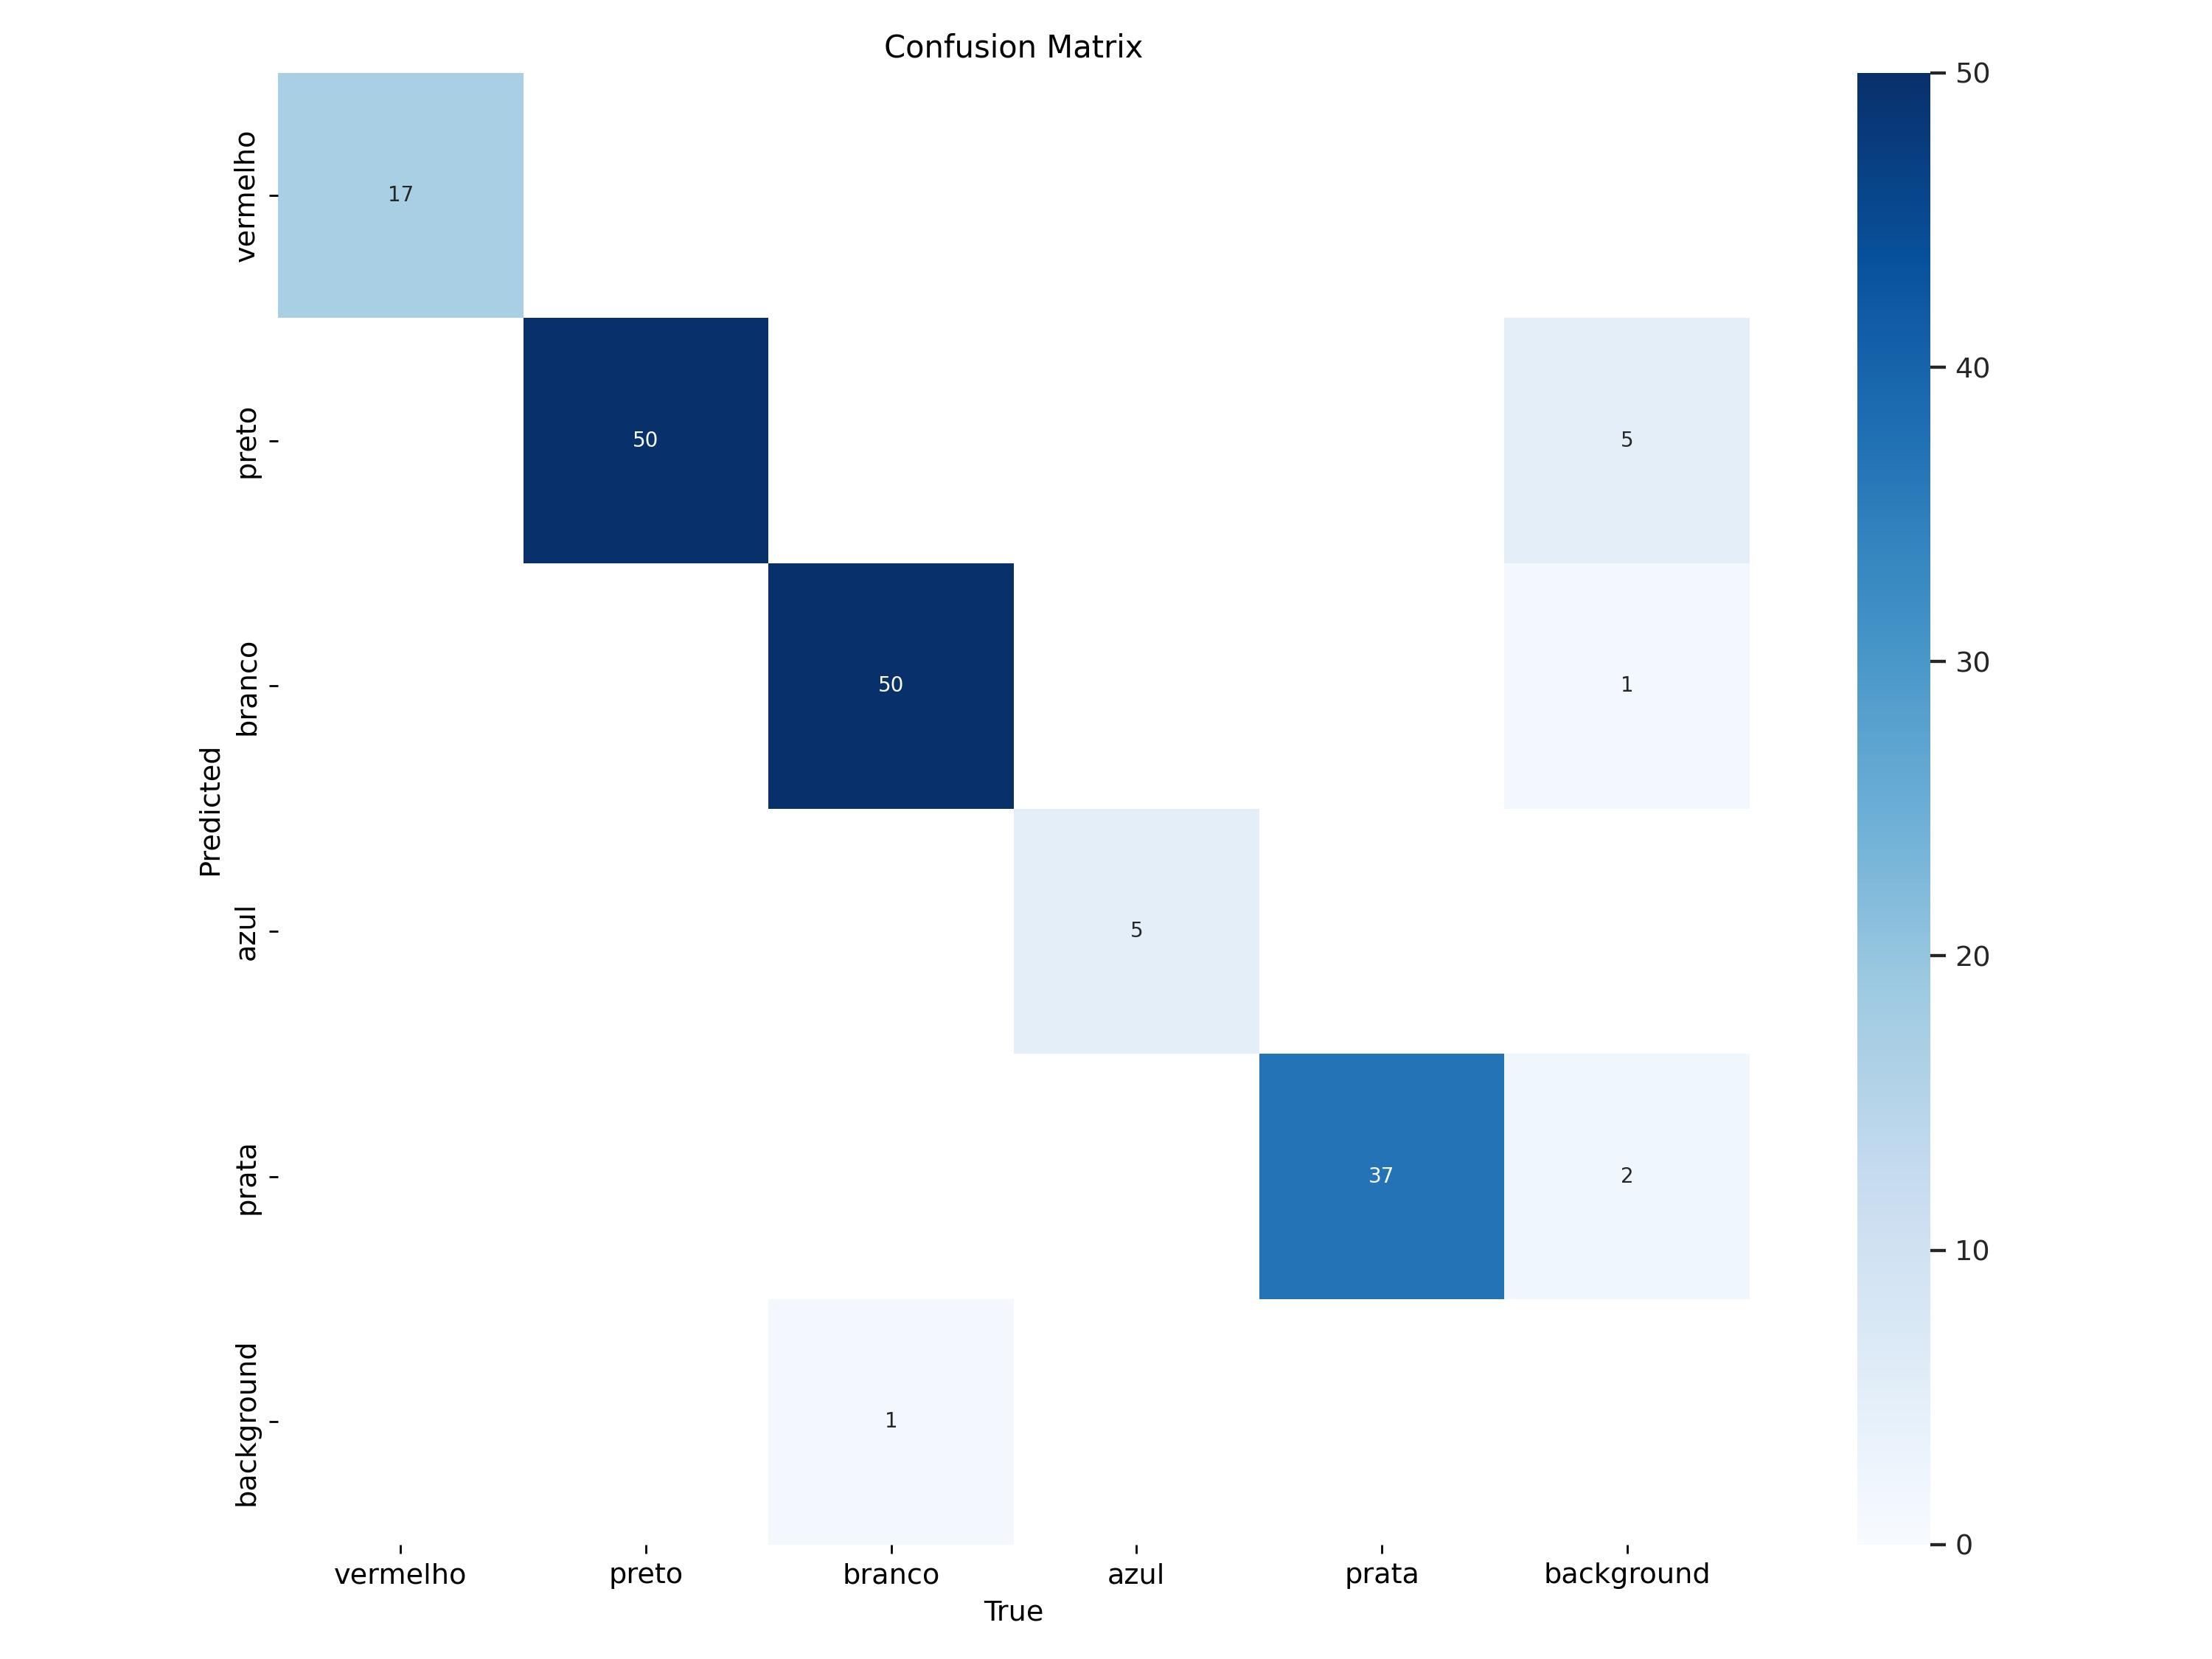 Confusion Matrix
vermelho
17
preto
50
5
branco
50
1
azul
5
prata
37
2
background
1
Predicted
vermelho preto branco azul prata background
True
50
40
30
20
10
0